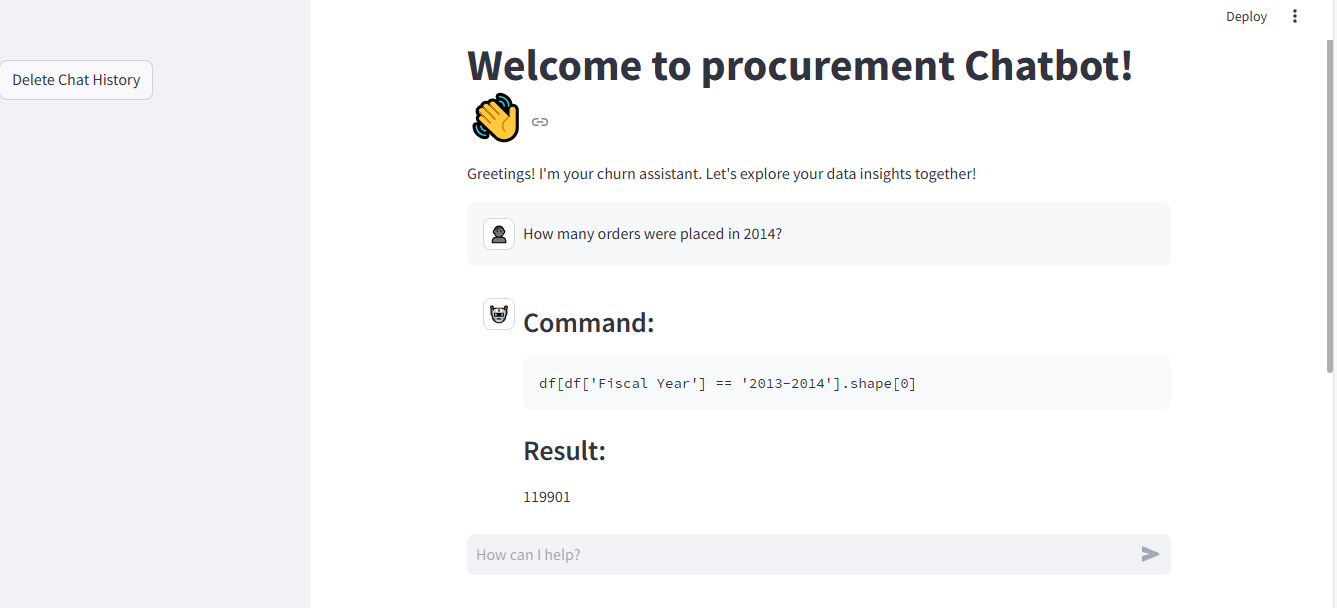 Deploy
Delete Chat History
Welcome to procurement Chatbot!
Greetings! I'm your churn assistant. Let's explore your data insights together!
How many orders were placed in 2014?
Command:
df[df['Fiscal Year'] == '2013-2014'].shape[0]
Result:
119901
How can I help?